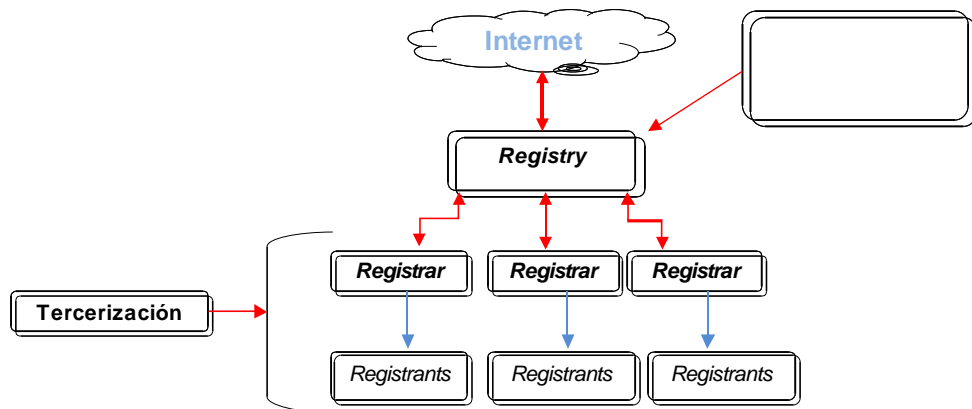 Internet
Registry
Registrar Registrar Registrar
Tercerización
Registrants Registrants Registrants